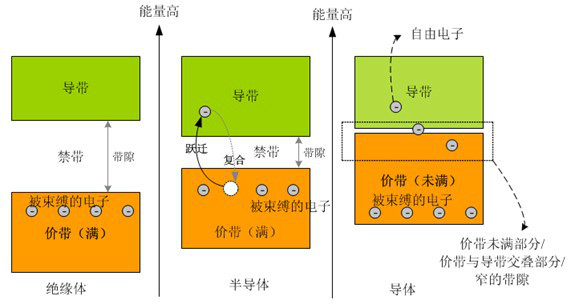 导带
禁带
带隙
被束缚的电子
价带（满）
绝缘体
能量高
导带
跃迁
复合
禁带
带隙
被束缚的电子
价带（满）
半导体
能量高
自由电子
导带
价带（未满）
被束缚的电子
导体
价带未满部分/
价带与导带交叠部分/
窄的带隙